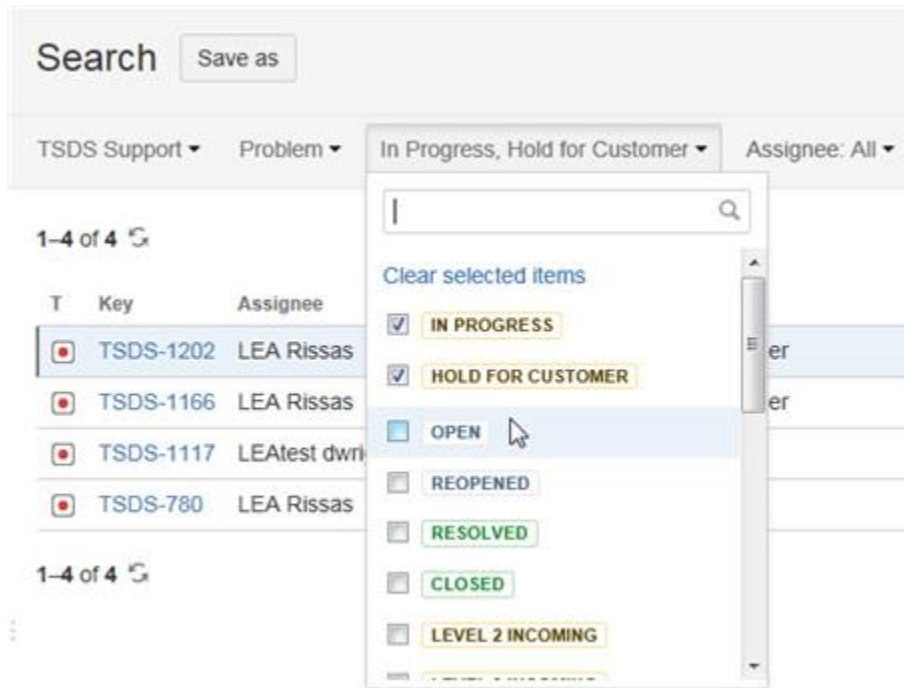 Search Save as
TSDS Support Problem In Progress, Hold for Customer Assignee: All
1–4 of 4
Clear selected items
T Key Assignee
IN PROGRESS
TSDS-1202 LEA Rissas er
HOLD FOR CUSTOMER
TSDS-1166 LEA Rissas er
OPEN
TSDS-1117 LEAtest dwri
REOPENED
TSDS-780 LEA Rissas
RESOLVED
1–4 of 4
CLOSED
LEVEL 2 INCOMING